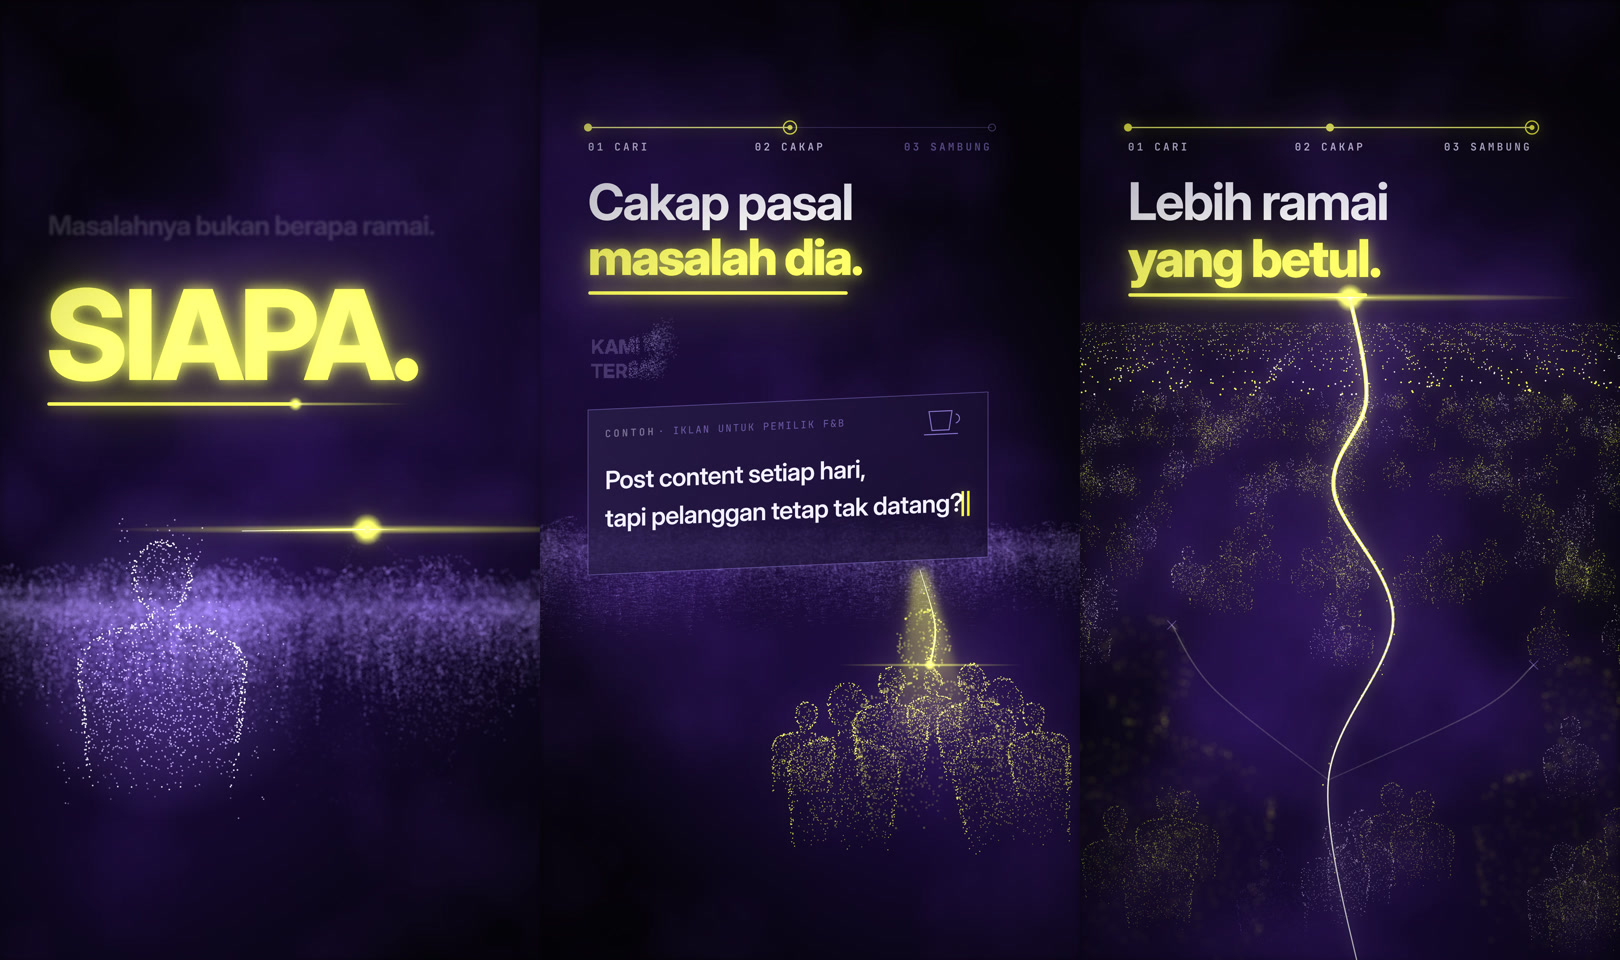 Masalahnya bukan berapa ramai.
SIAPA.
01 CARI
02 CAKAP
03 SAMBUNG
Cakap pasal
masalah dia.
CONTOH · IKLAN UNTUK PEMILIK F&B
Post content setiap hari,
tapi pelanggan tetap tak datang?
01 CARI
02 CAKAP
03 SAMBUNG
Lebih ramai
yang betul.